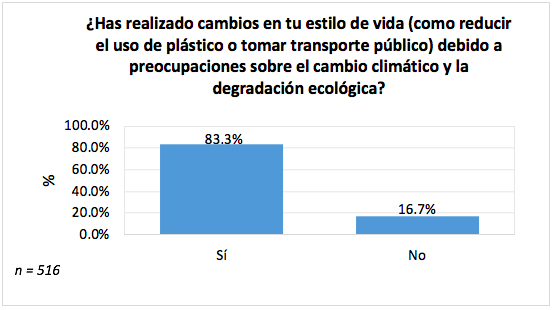 ¿Has realizado cambios en tu estilo de vida (como reducir
el uso de plástico o tomar transporte público) debido a
preocupaciones sobre el cambio climático y la
degradación ecológica?
100.0%
80.0%
60.0%
40.0%
20.0%
0.0%
%
83.3%
16.7%
Sí
No
n = 516